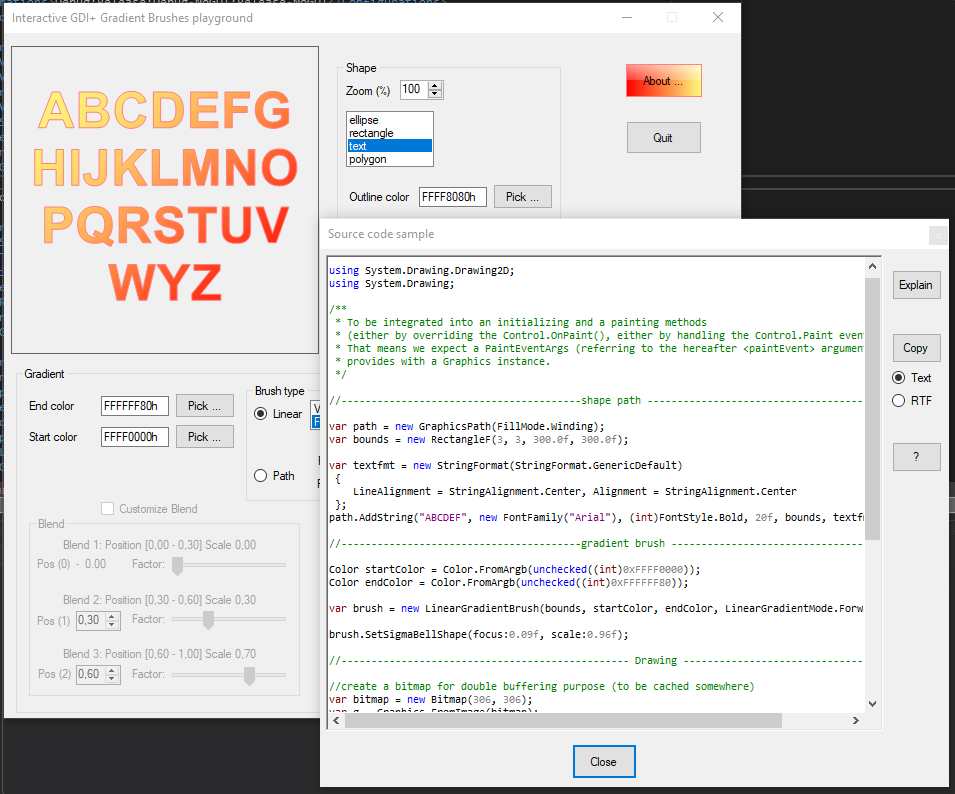 Interactive GDI+ Gradient Brushes playground
ABCDEFG
HIJKLMNO
PQRSTUV
WYZ
Shape
Zoom (%) 100
ellipse
rectangle
text
polygon
Outline color FFFF8080h Pick ...
About ...
Quit
Gradient
End color FFFFFF80h Pick ...
Start color FFFF0000h Pick ...
Brush type
Linear
Path
Customize Blend
Blend
Blend 1: Position [0,00 - 0,30] Scale 0,00
Pos (0) - 0.00 Factor:
Blend 2: Position [0,30 - 0,60] Scale 0,30
Pos (1) 0,30 Factor:
Blend 3: Position [0,60 - 1,00] Scale 0,70
Pos (2) 0,60 Factor:
Source code sample
using System.Drawing.Drawing2D;
using System.Drawing;
/**
* To be integrated into an initializing and a painting methods
* (either by overriding the Control.OnPaint(), either by handling the Control.Paint even
* That means we expect a PaintEventArgs (referring to the hereafter <paintEvent> argumen
* provides with a Graphics instance.
*/
//----------------------------------------shape path ------------------------------------
var path = new GraphicsPath(FillMode.Winding);
var bounds = new RectangleF(3, 3, 300.0f, 300.0f);
var textfmt = new StringFormat(StringFormat.GenericDefault)
{
LineAlignment = StringAlignment.Center, Alignment = StringAlignment.Center
};
path.AddString("ABCDEF", new FontFamily("Arial"), (int)FontStyle.Bold, 20f, bounds, textfm
//----------------------------------------gradient brush --------------------------------
Color startColor = Color.FromArgb(unchecked((int)0xFFFF0000));
Color endColor = Color.FromArgb(unchecked((int)0xFFFFFF80));
var brush = new LinearGradientBrush(bounds, startColor, endColor, LinearGradientMode.Forw
brush.SetSigmaBellShape(focus:0.09f, scale:0.96f);
//------------------------------------------------- Drawing ------------------------------
//create a bitmap for double buffering purpose (to be cached somewhere)
var bitmap = new Bitmap(306, 306);
var g = Graphics.FromImage(bitmap);
Explain
Copy
Text
RTF
?
Close